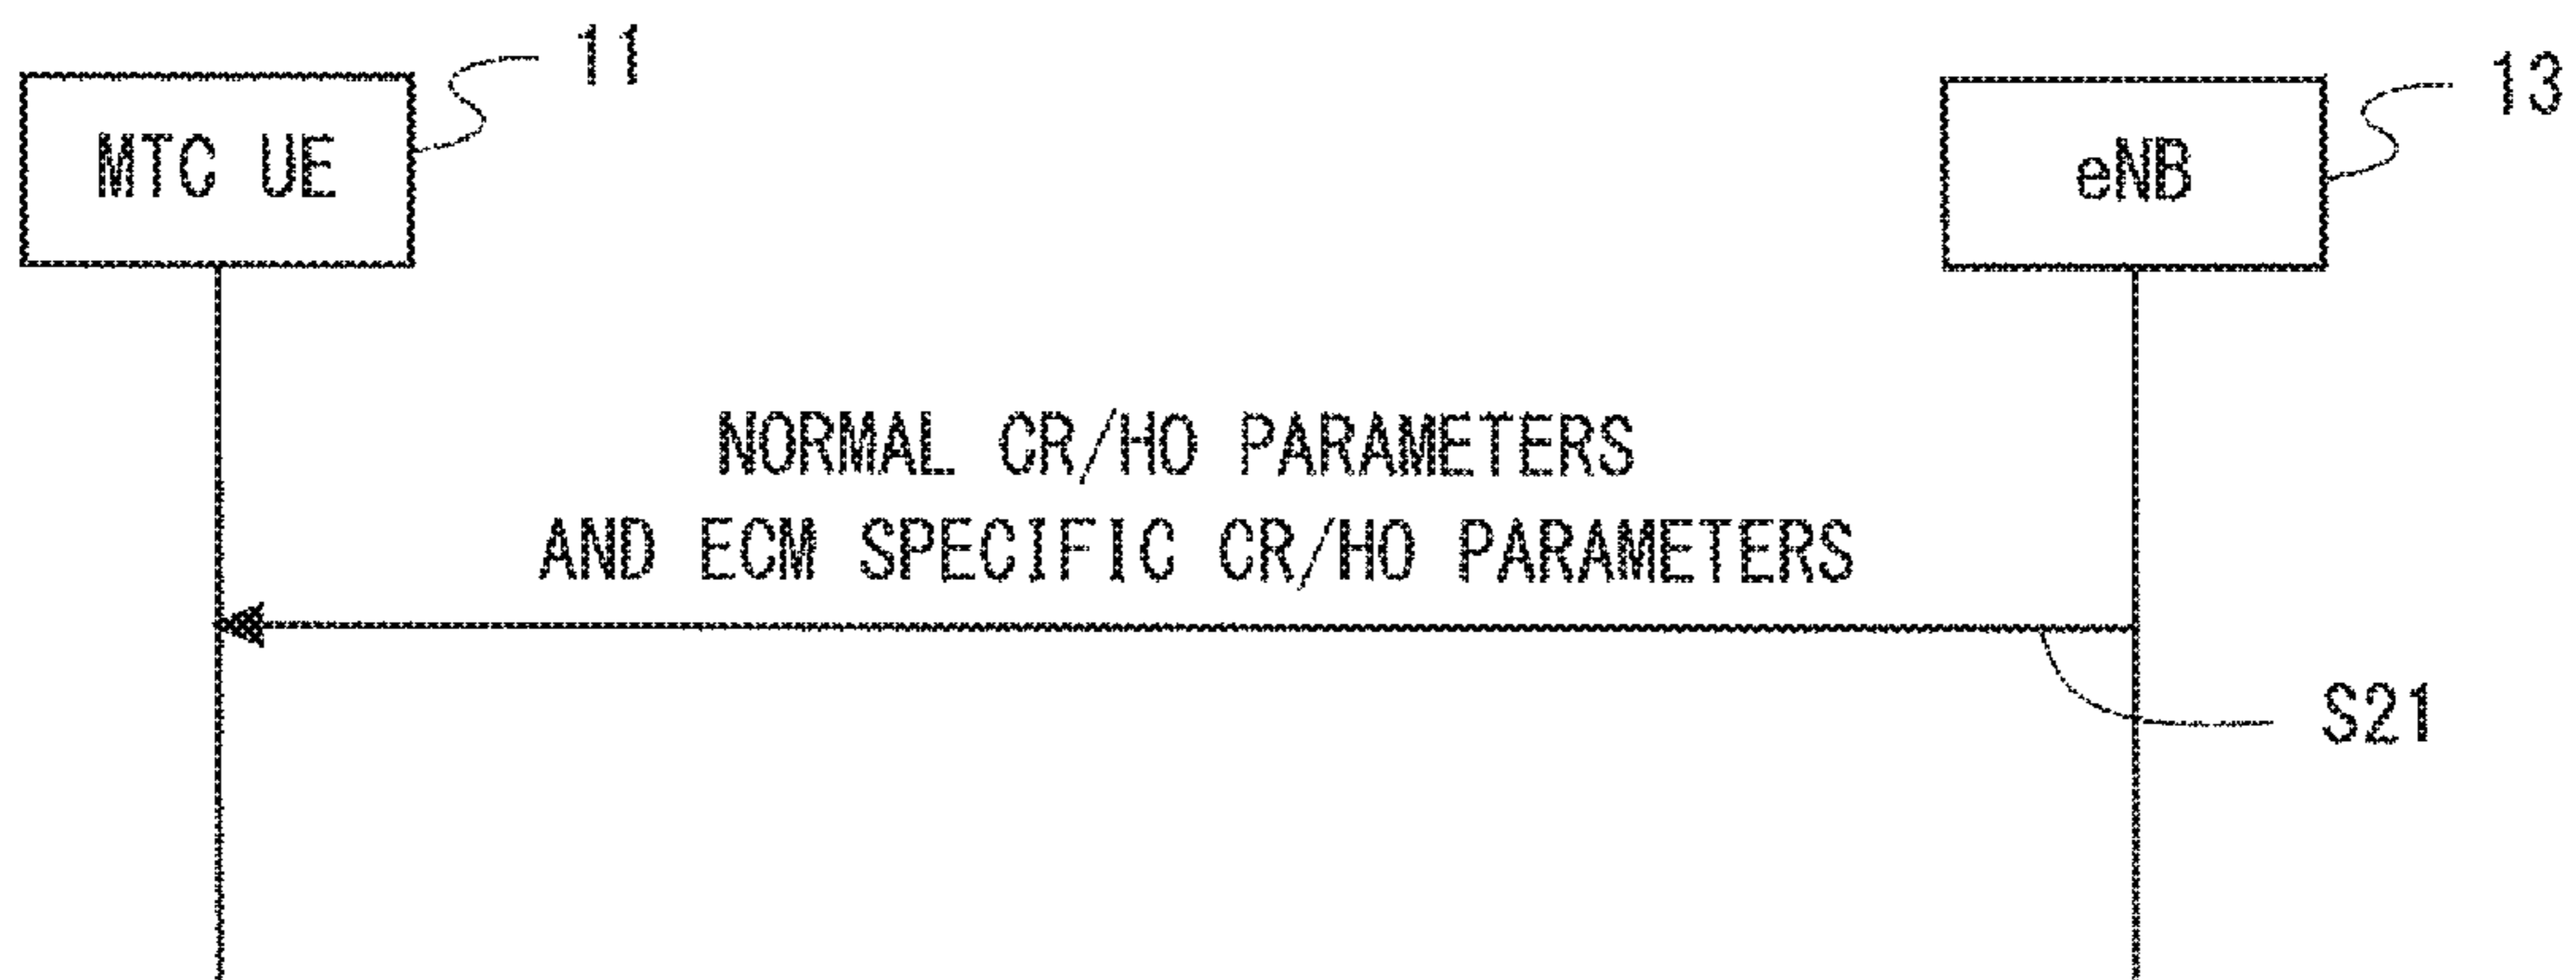 11
13
MTC UE
eNB
NORMAL CR/HO PARAMETERS
AND ECM SPECIFIC CR/HO PARAMETERS
S21